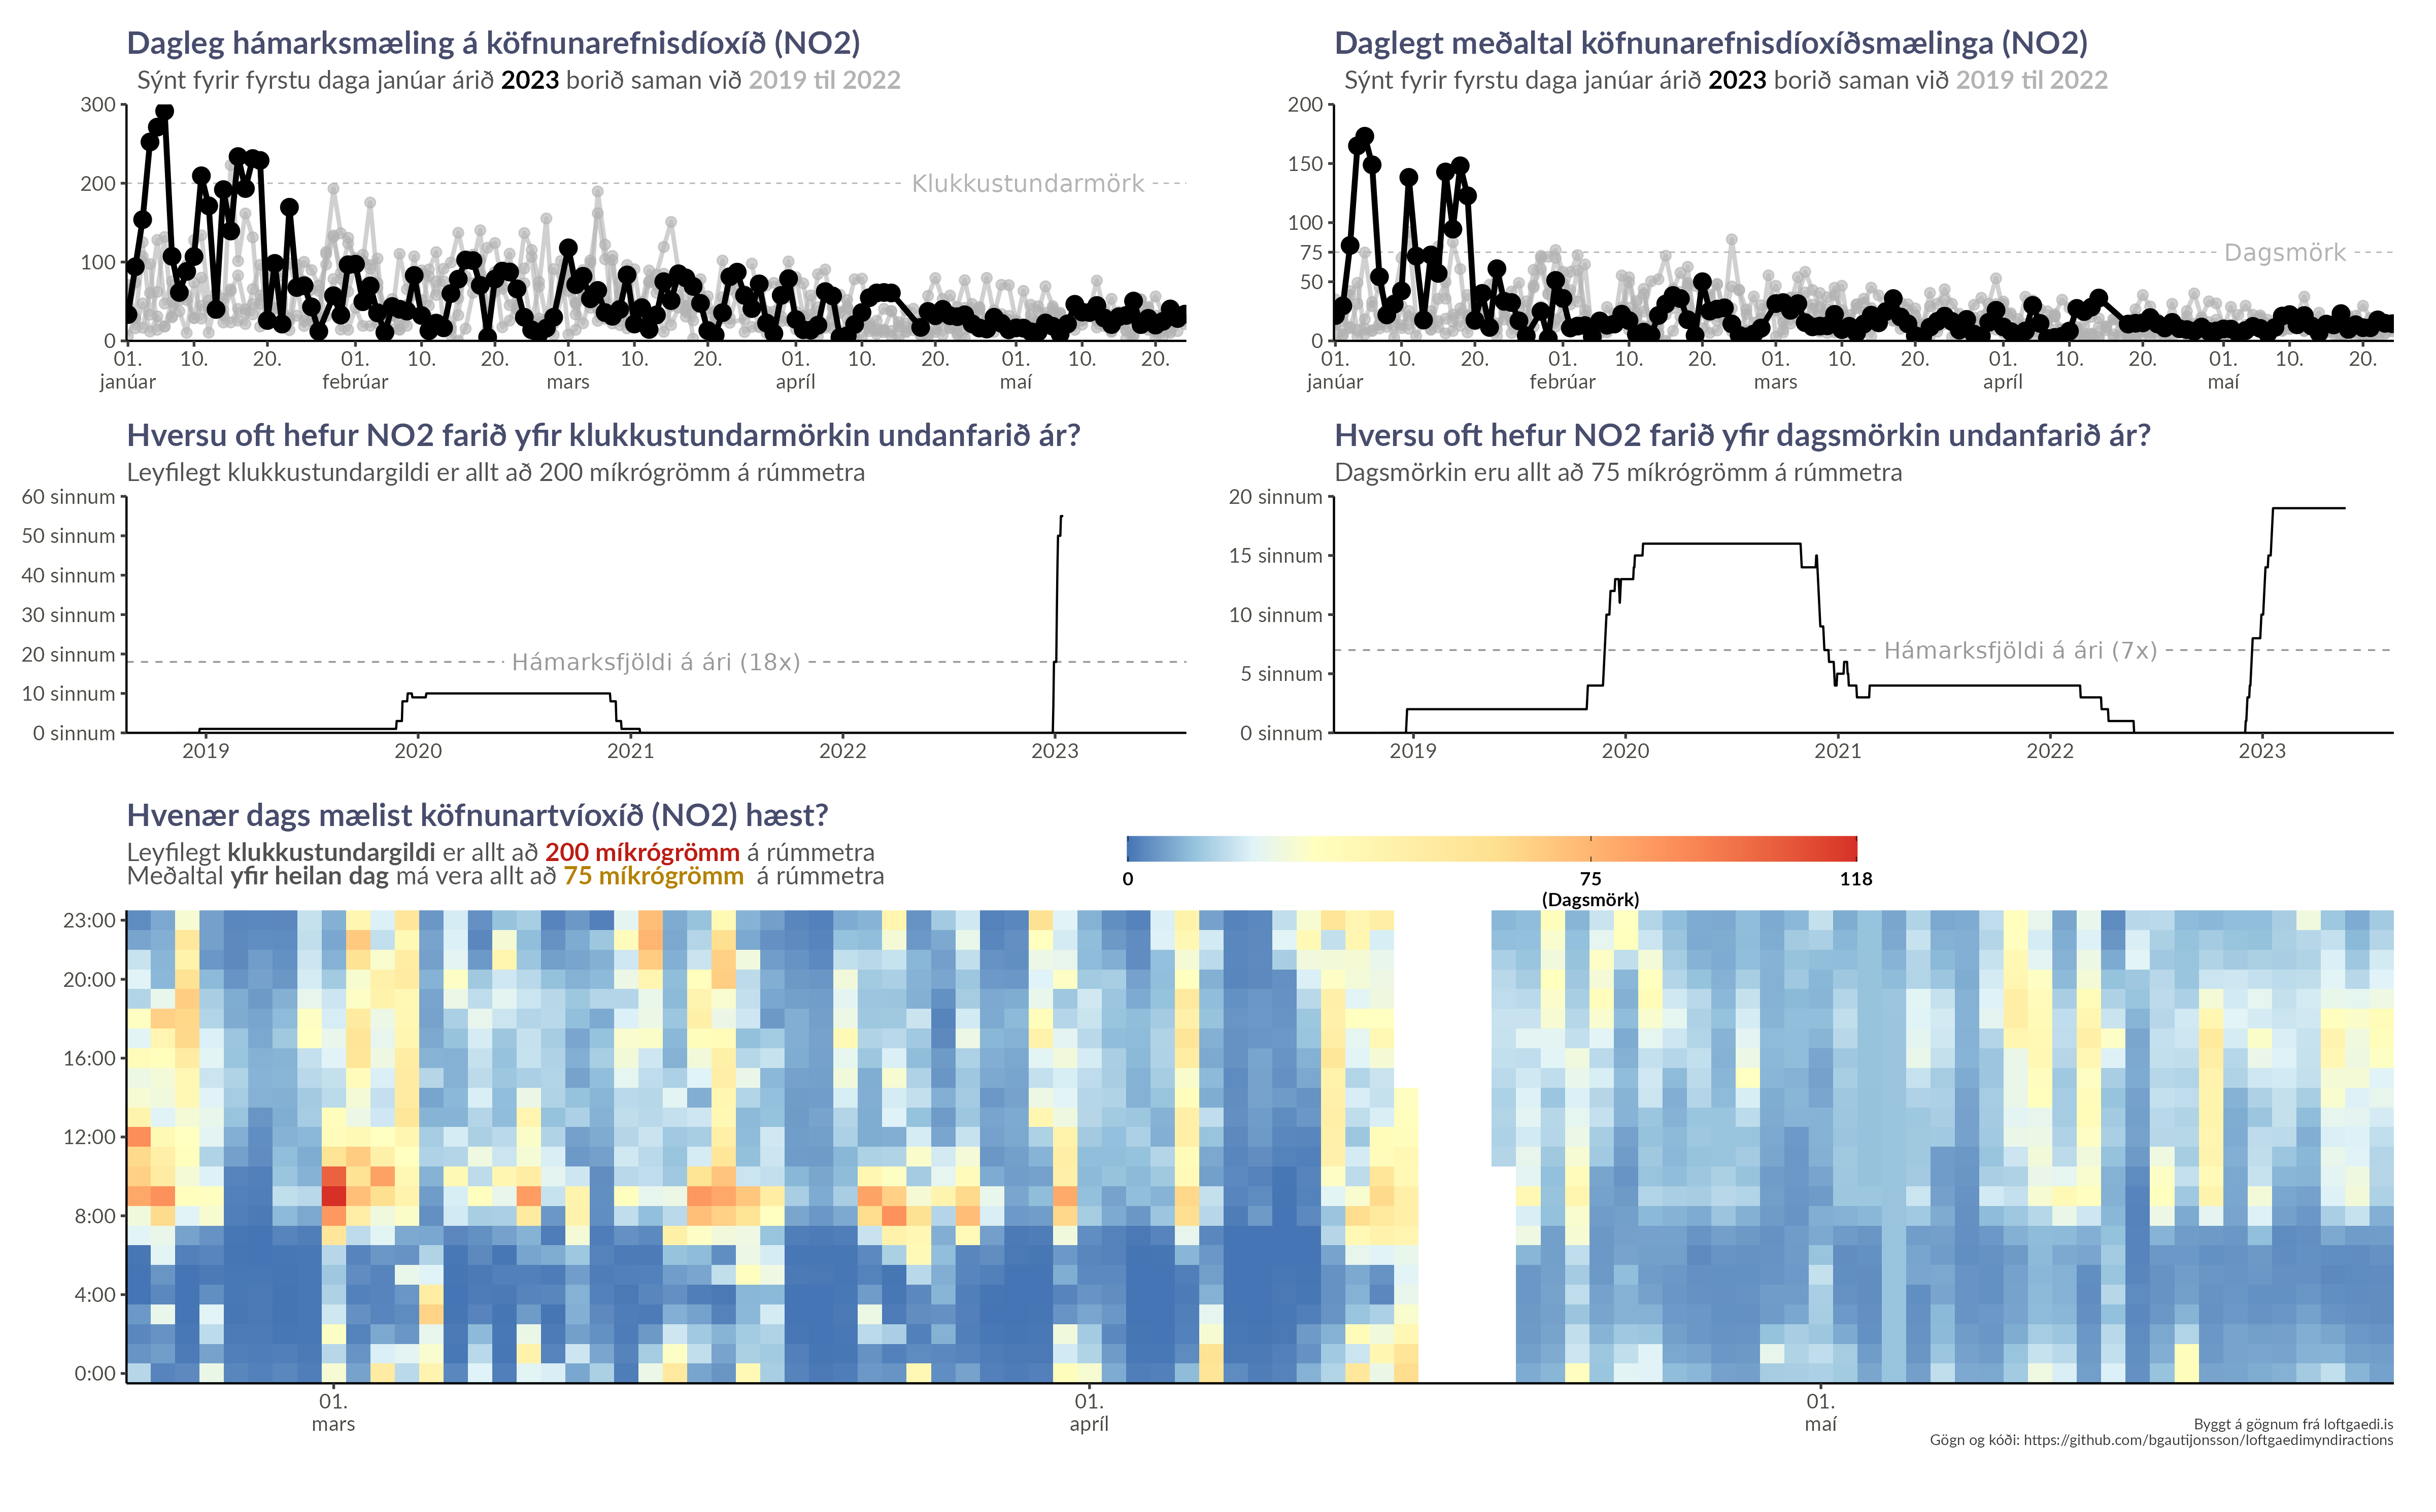 Dagleg hámarksmæling á köfnunarefnisdíoxíð (NO2)
Sýnt fyrir fyrstu daga janúar árið 2023 borið saman við 2019 til 2022
300
200
100
0
Klukkustundarmörk
01. 10. 20. 01. 10. 20. 01. 10. 20. 01. 10. 20. 01. 10. 20.
janúar febrúar mars apríl maí
Daglegt meðaltal köfnunarefnisdíoxíðsmælinga (NO2)
Sýnt fyrir fyrstu daga janúar árið 2023 borið saman við 2019 til 2022
200
150
100
75
50
0
Dagsmörk
01. 10. 20. 01. 10. 20. 01. 10. 20. 01. 10. 20. 01. 10. 20.
janúar febrúar mars apríl maí
Hversu oft hefur NO2 farið yfir klukkustundarmörkin undanfarið ár?
Leyfilegt klukkustundargildi er allt að 200 míkrógrömm á rúmmetra
60 sinnum
50 sinnum
40 sinnum
30 sinnum
20 sinnum
10 sinnum
0 sinnum
Hámarksfjöldi á ári (18x)
2019 2020 2021 2022 2023
Hversu oft hefur NO2 farið yfir dagsmörkin undanfarið ár?
Dagsmörkin eru allt að 75 míkrógrömm á rúmmetra
20 sinnum
15 sinnum
10 sinnum
5 sinnum
0 sinnum
Hámarksfjöldi á ári (7x)
2019 2020 2021 2022 2023
Hvenær dags mælist köfnunartvíoxíð (NO2) hæst?
Leyfilegt klukkustundargildi er allt að 200 míkrógrömm á rúmmetra
Meðaltal yfir heilan dag má vera allt að 75 míkrógrömm á rúmmetra
0 75 118
(Dagsmörk)
23:00
20:00
16:00
12:00
8:00
4:00
0:00
01. 01. 01.
mars apríl maí
Byggt á gögnum frá loftgaedi.is
Gögn og kóði: https://github.com/bgautijonsson/loftgaedimyndiractions